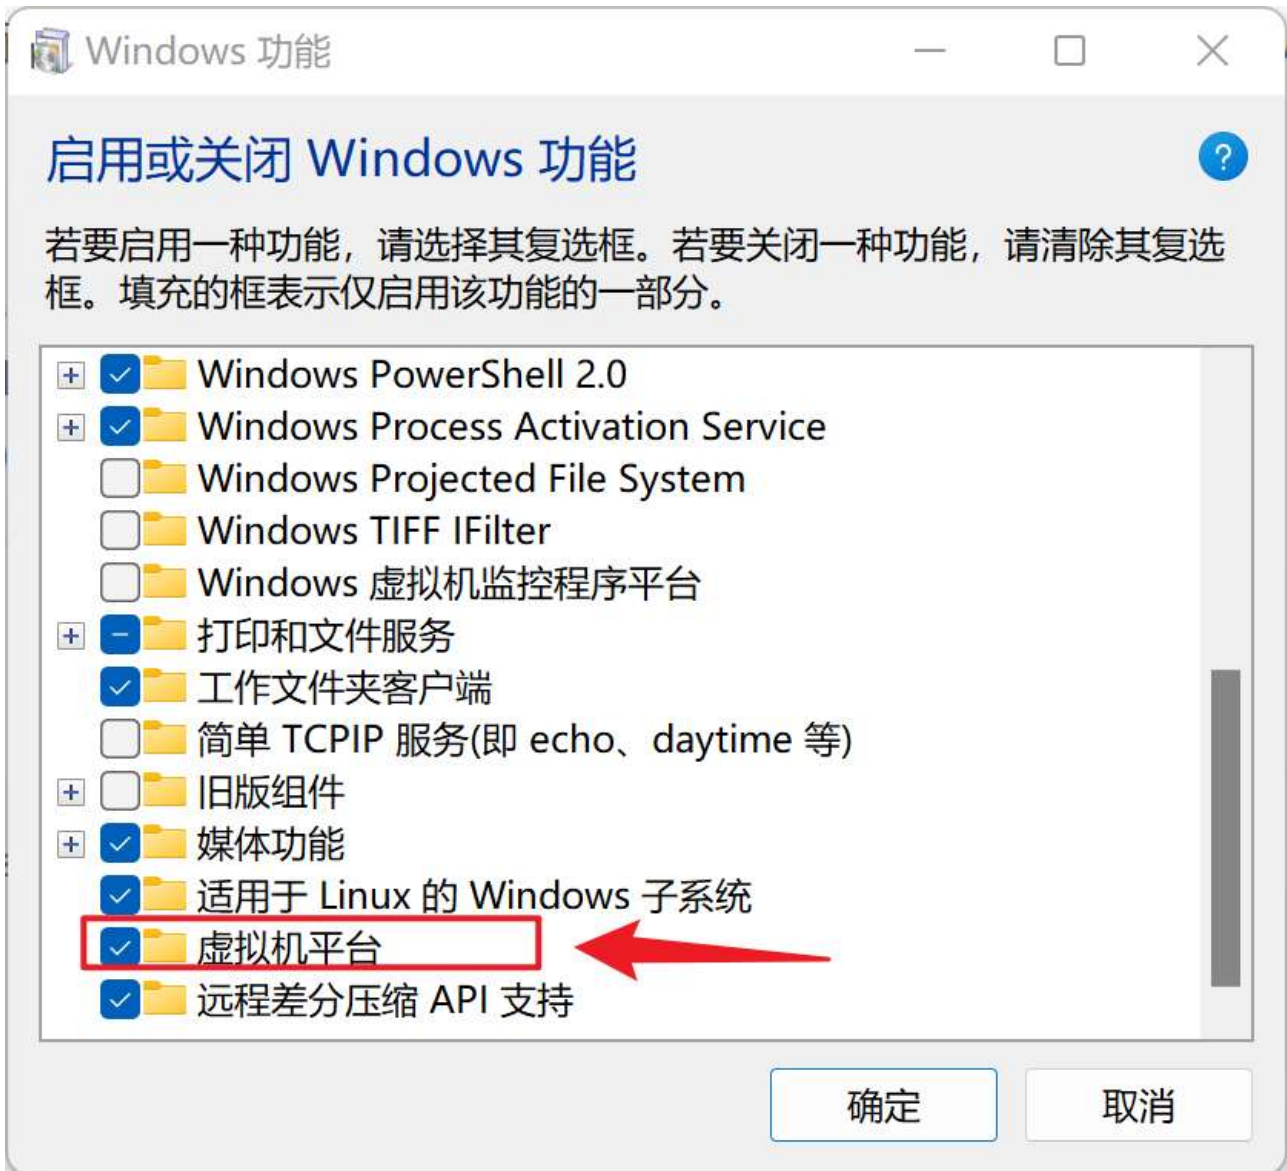 Windows 功能
启用或关闭 Windows 功能
若要启用一种功能，请选择其复选框。若要关闭一种功能，请清除其复选
框。填充的框表示仅启用该功能的一部分。
Windows PowerShell 2.0
Windows Process Activation Service
Windows Projected File System
Windows TIFF IFilter
Windows 虚拟机监控程序平台
打印和文件服务
工作文件夹客户端
简单 TCPIP 服务(即 echo、daytime 等)
旧版组件
媒体功能
适用于 Linux 的 Windows 子系统
虚拟机平台
远程差分压缩 API 支持
确定
取消